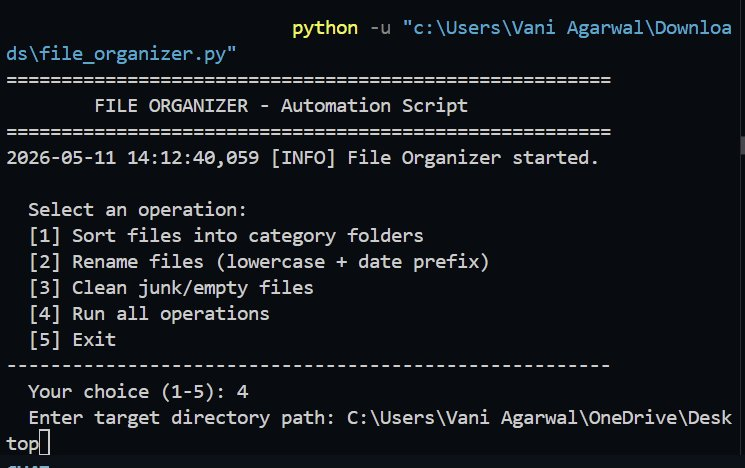 python -u "c:\Users\Vani Agarwal\Downloa
ds\file_organizer.py"
=======================================================
FILE ORGANIZER - Automation Script
=======================================================
2026-05-11 14:12:40,059 [INFO] File Organizer started.
Select an operation:
[1] Sort files into category folders
[2] Rename files (lowercase + date prefix)
[3] Clean junk/empty files
[4] Run all operations
[5] Exit
-------------------------------------------------------
Your choice (1-5): 4
Enter target directory path: C:\Users\Vani Agarwal\OneDrive\Desk
top